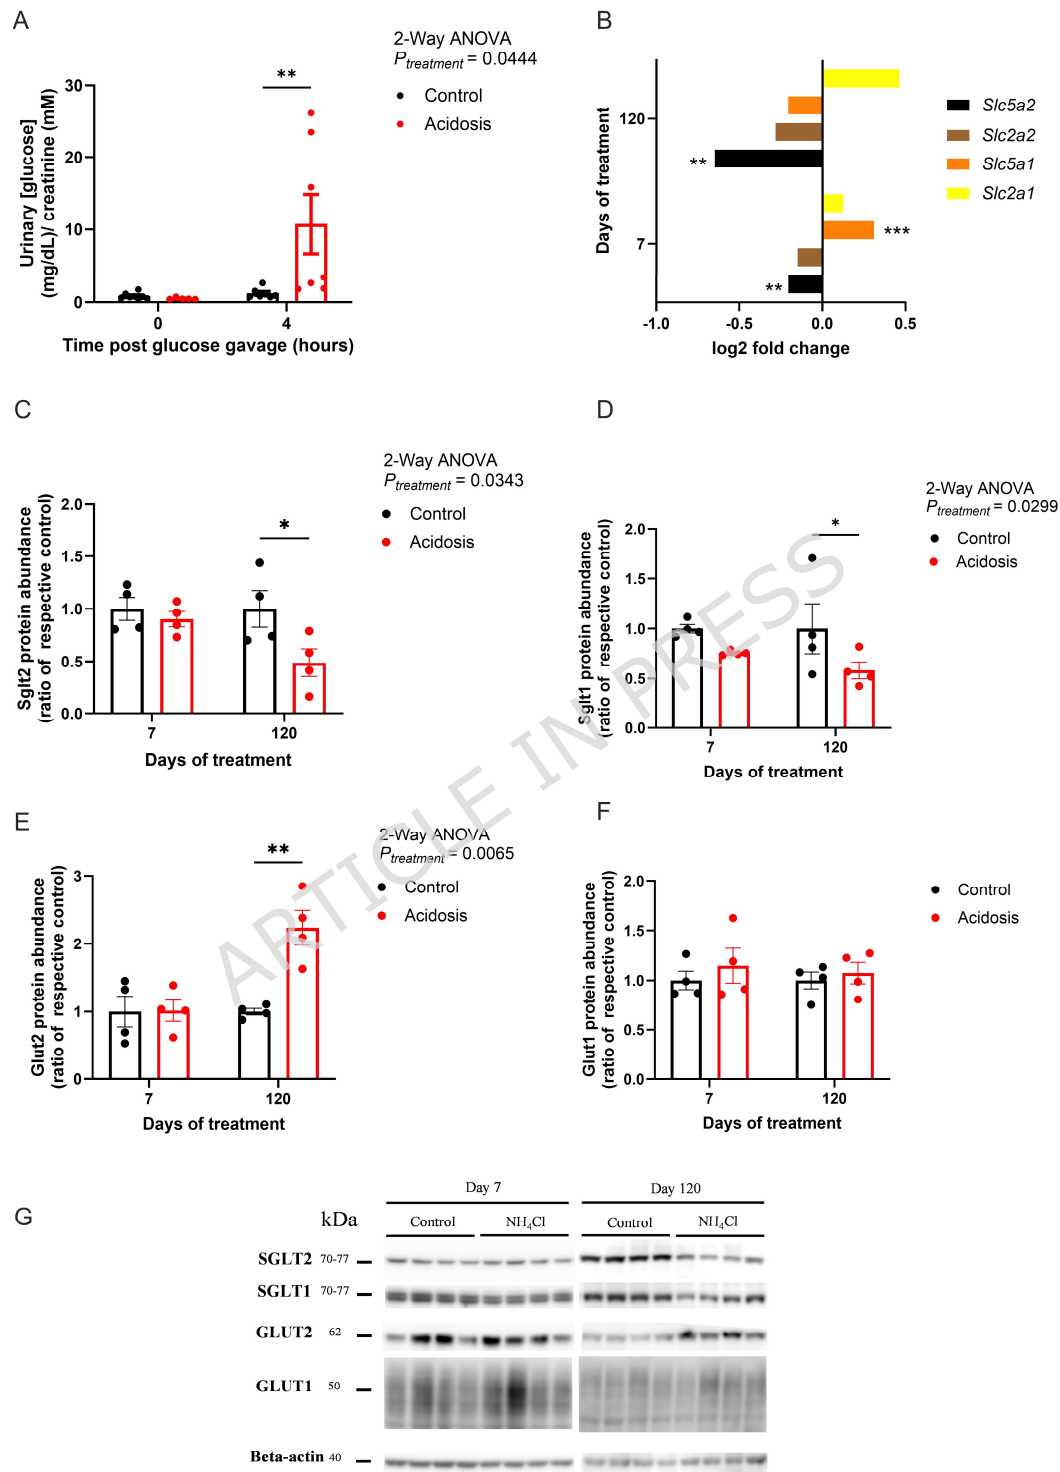 A
2-Way ANOVA
Ptreatment = 0.0444
Control
Acidosis
**
30
20
10
0
Urinary [glucose]
(mg/dL)/ creatinine (mM)
0
4
Time post glucose gavage (hours)
B
Slc5a2
Slc2a2
Slc5a1
Slc2a1
Days of treatment
120
7
**
***
**
-1.0
-0.5
0.0
0.5
log2 fold change
C
2-Way ANOVA
Ptreatment = 0.0343
Control
Acidosis
*
2.0
1.5
1.0
0.5
0.0
Sglt2 protein abundance
(ratio of respective control)
7
120
Days of treatment
D
2-Way ANOVA
Ptreatment = 0.0299
Control
Acidosis
*
2.0
1.5
1.0
0.5
0.0
Sglt1 protein abundance
(ratio of respective control)
7
120
Days of treatment
E
2-Way ANOVA
Ptreatment = 0.0065
Control
Acidosis
**
3
2
1
0
Glut2 protein abundance
(ratio of respective control)
7
120
Days of treatment
F
Control
Acidosis
2.0
1.5
1.0
0.5
0.0
Glut1 protein abundance
(ratio of respective control)
7
120
Days of treatment
G
kDa
Day 7
Day 120
Control
NH4Cl
Control
NH4Cl
SGLT2 70-77
SGLT1 70-77
GLUT2 62
GLUT1 50
Beta-actin 40
ARTICLE IN PRESS